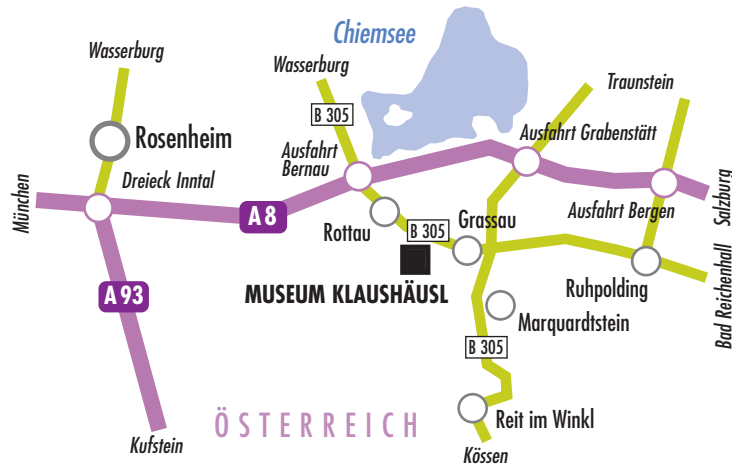 Chiemsee
Wasserburg
Wasserburg
Traunstein
B 305
Rosenheim
Ausfahrt Grabenstätt
Ausfahrt
Bernau
Dreieck Inntal
München
Salzburg
Ausfahrt Bergen
A 8
Rottau
B 305
Grassau
MUSEUM KLAUSHÄUSL
Ruhpolding
Bad Reichenhall
A 93
Marquardtstein
B 305
ÖSTERREICH
Reit im Winkl
Kufstein
Kössen